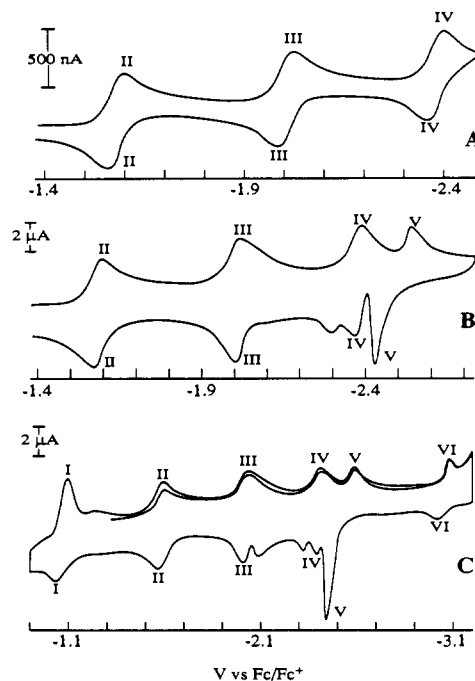 500 nA
II
III
IV
II
III
IV
A
-1.4
-1.9
-2.4
2 μA
II
III
IV
V
II
III
IV
V
B
-1.4
-1.9
-2.4
2 μA
I
II
III
IV
V
VI
I
II
III
IV
V
VI
C
-1.1
-2.1
-3.1
V vs Fc/Fc⁺